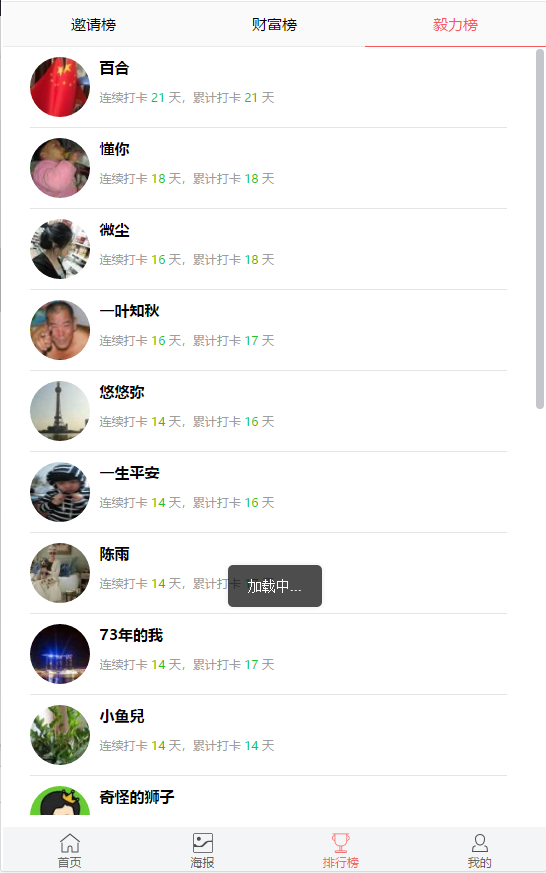 邀请榜 财富榜 毅力榜
百合
连续打卡 21 天，累计打卡 21 天
懂你
连续打卡 18 天，累计打卡 18 天
微尘
连续打卡 16 天，累计打卡 18 天
一叶知秋
连续打卡 16 天，累计打卡 17 天
悠悠弥
连续打卡 14 天，累计打卡 16 天
一生平安
连续打卡 14 天，累计打卡 16 天
陈雨
连续打卡 14 天，累计打卡
加载中...
73年的我
连续打卡 14 天，累计打卡 17 天
小鱼兒
连续打卡 14 天，累计打卡 14 天
奇怪的狮子
首页 海报 排行榜 我的